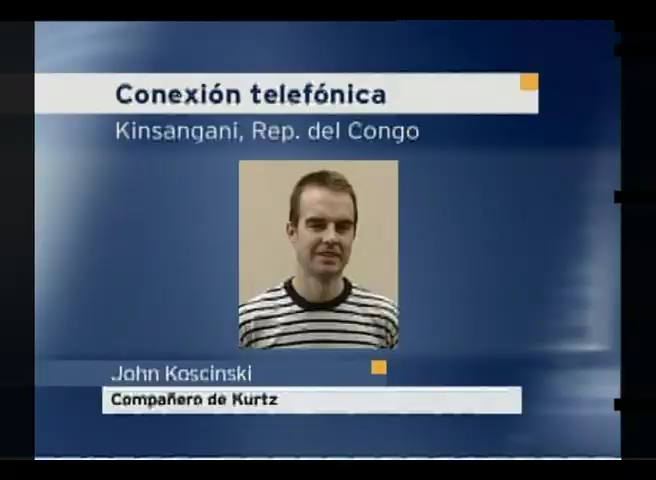 Conexión telefónica
Kinsangani, Rep. del Congo
John Koscinski
Compañero de Kurtz